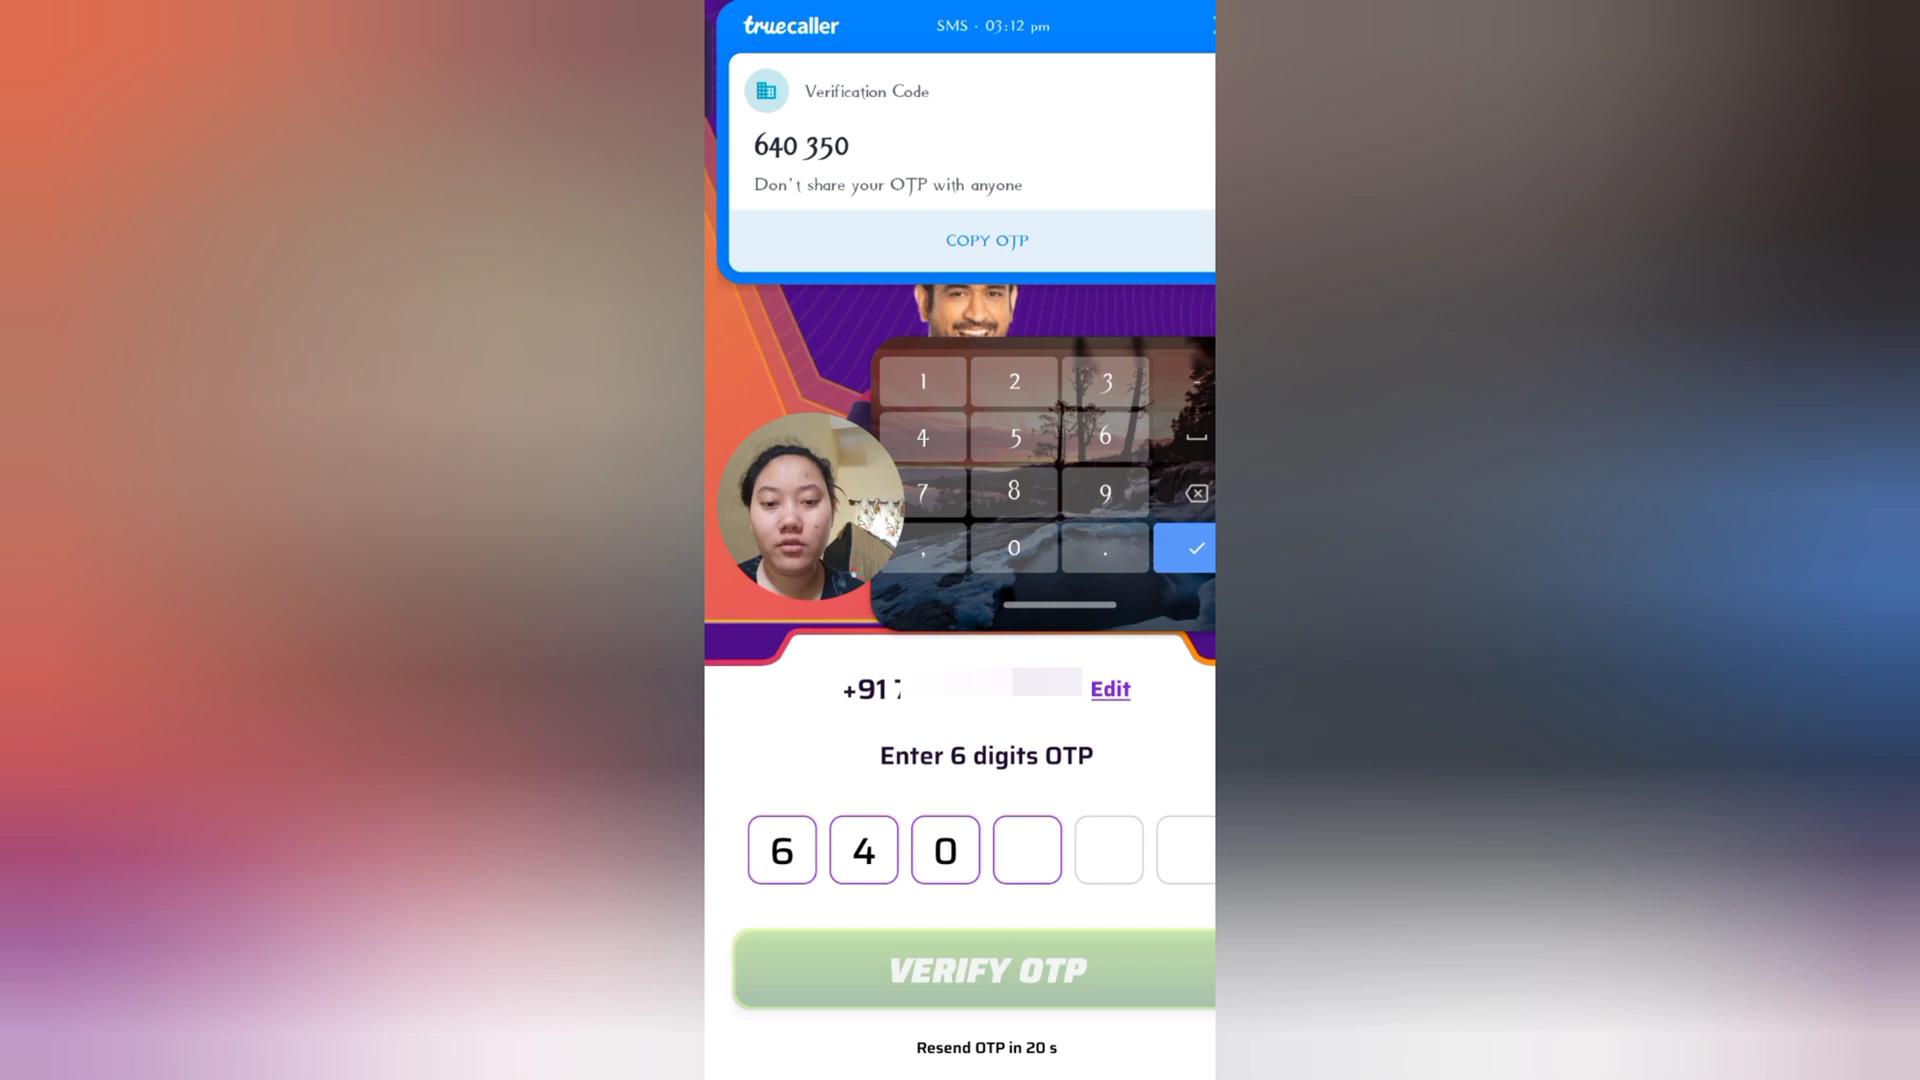 truecaller
SMS · 03:12 pm
Verification Code
640 350
Don't share your OTP with anyone
COPY OTP
1 2 3 -
4 5 6
7 8 9
, 0 .
+91 Edit
Enter 6 digits OTP
6 4 0
VERIFY OTP
Resend OTP in 20 s